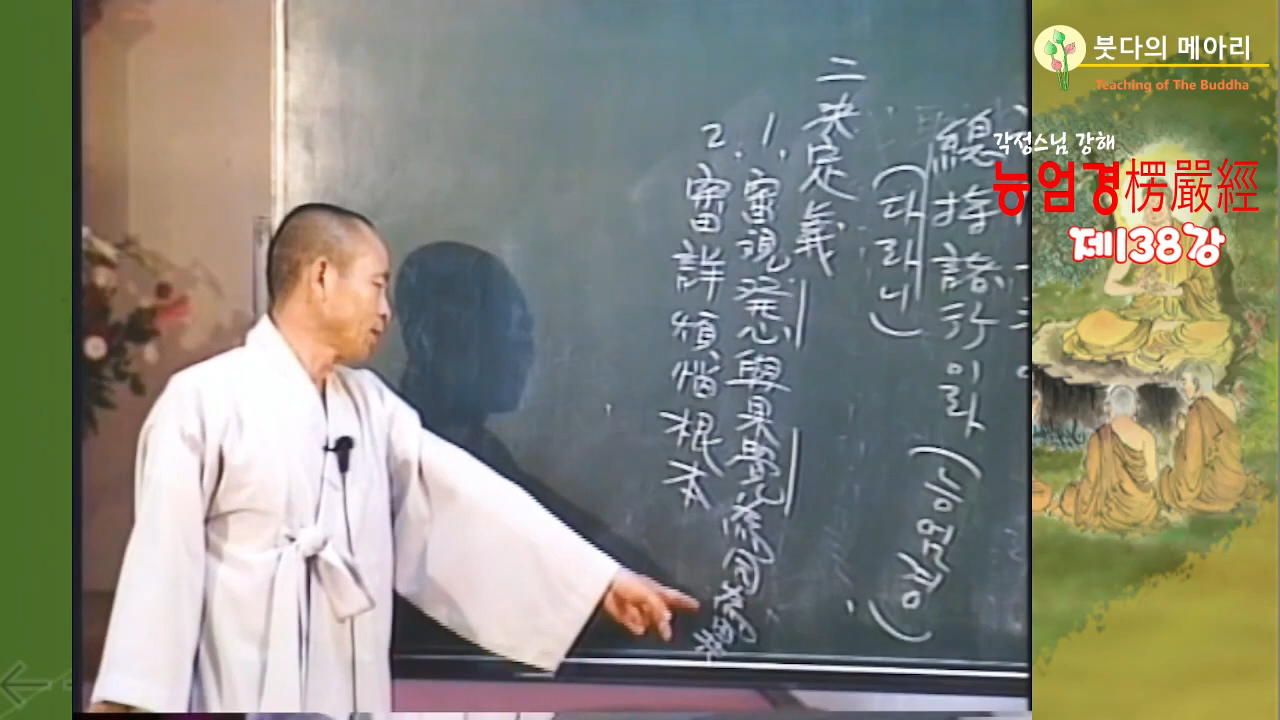 붓다의 메아리
Teaching of The Buddha
각정스님 강해
능엄경楞嚴經
제138강
總持諸行이라 (능엄경)
(다라니)
二決定義
1. 審視発心與果覺爲同爲異
2. 審詳煩惱根本